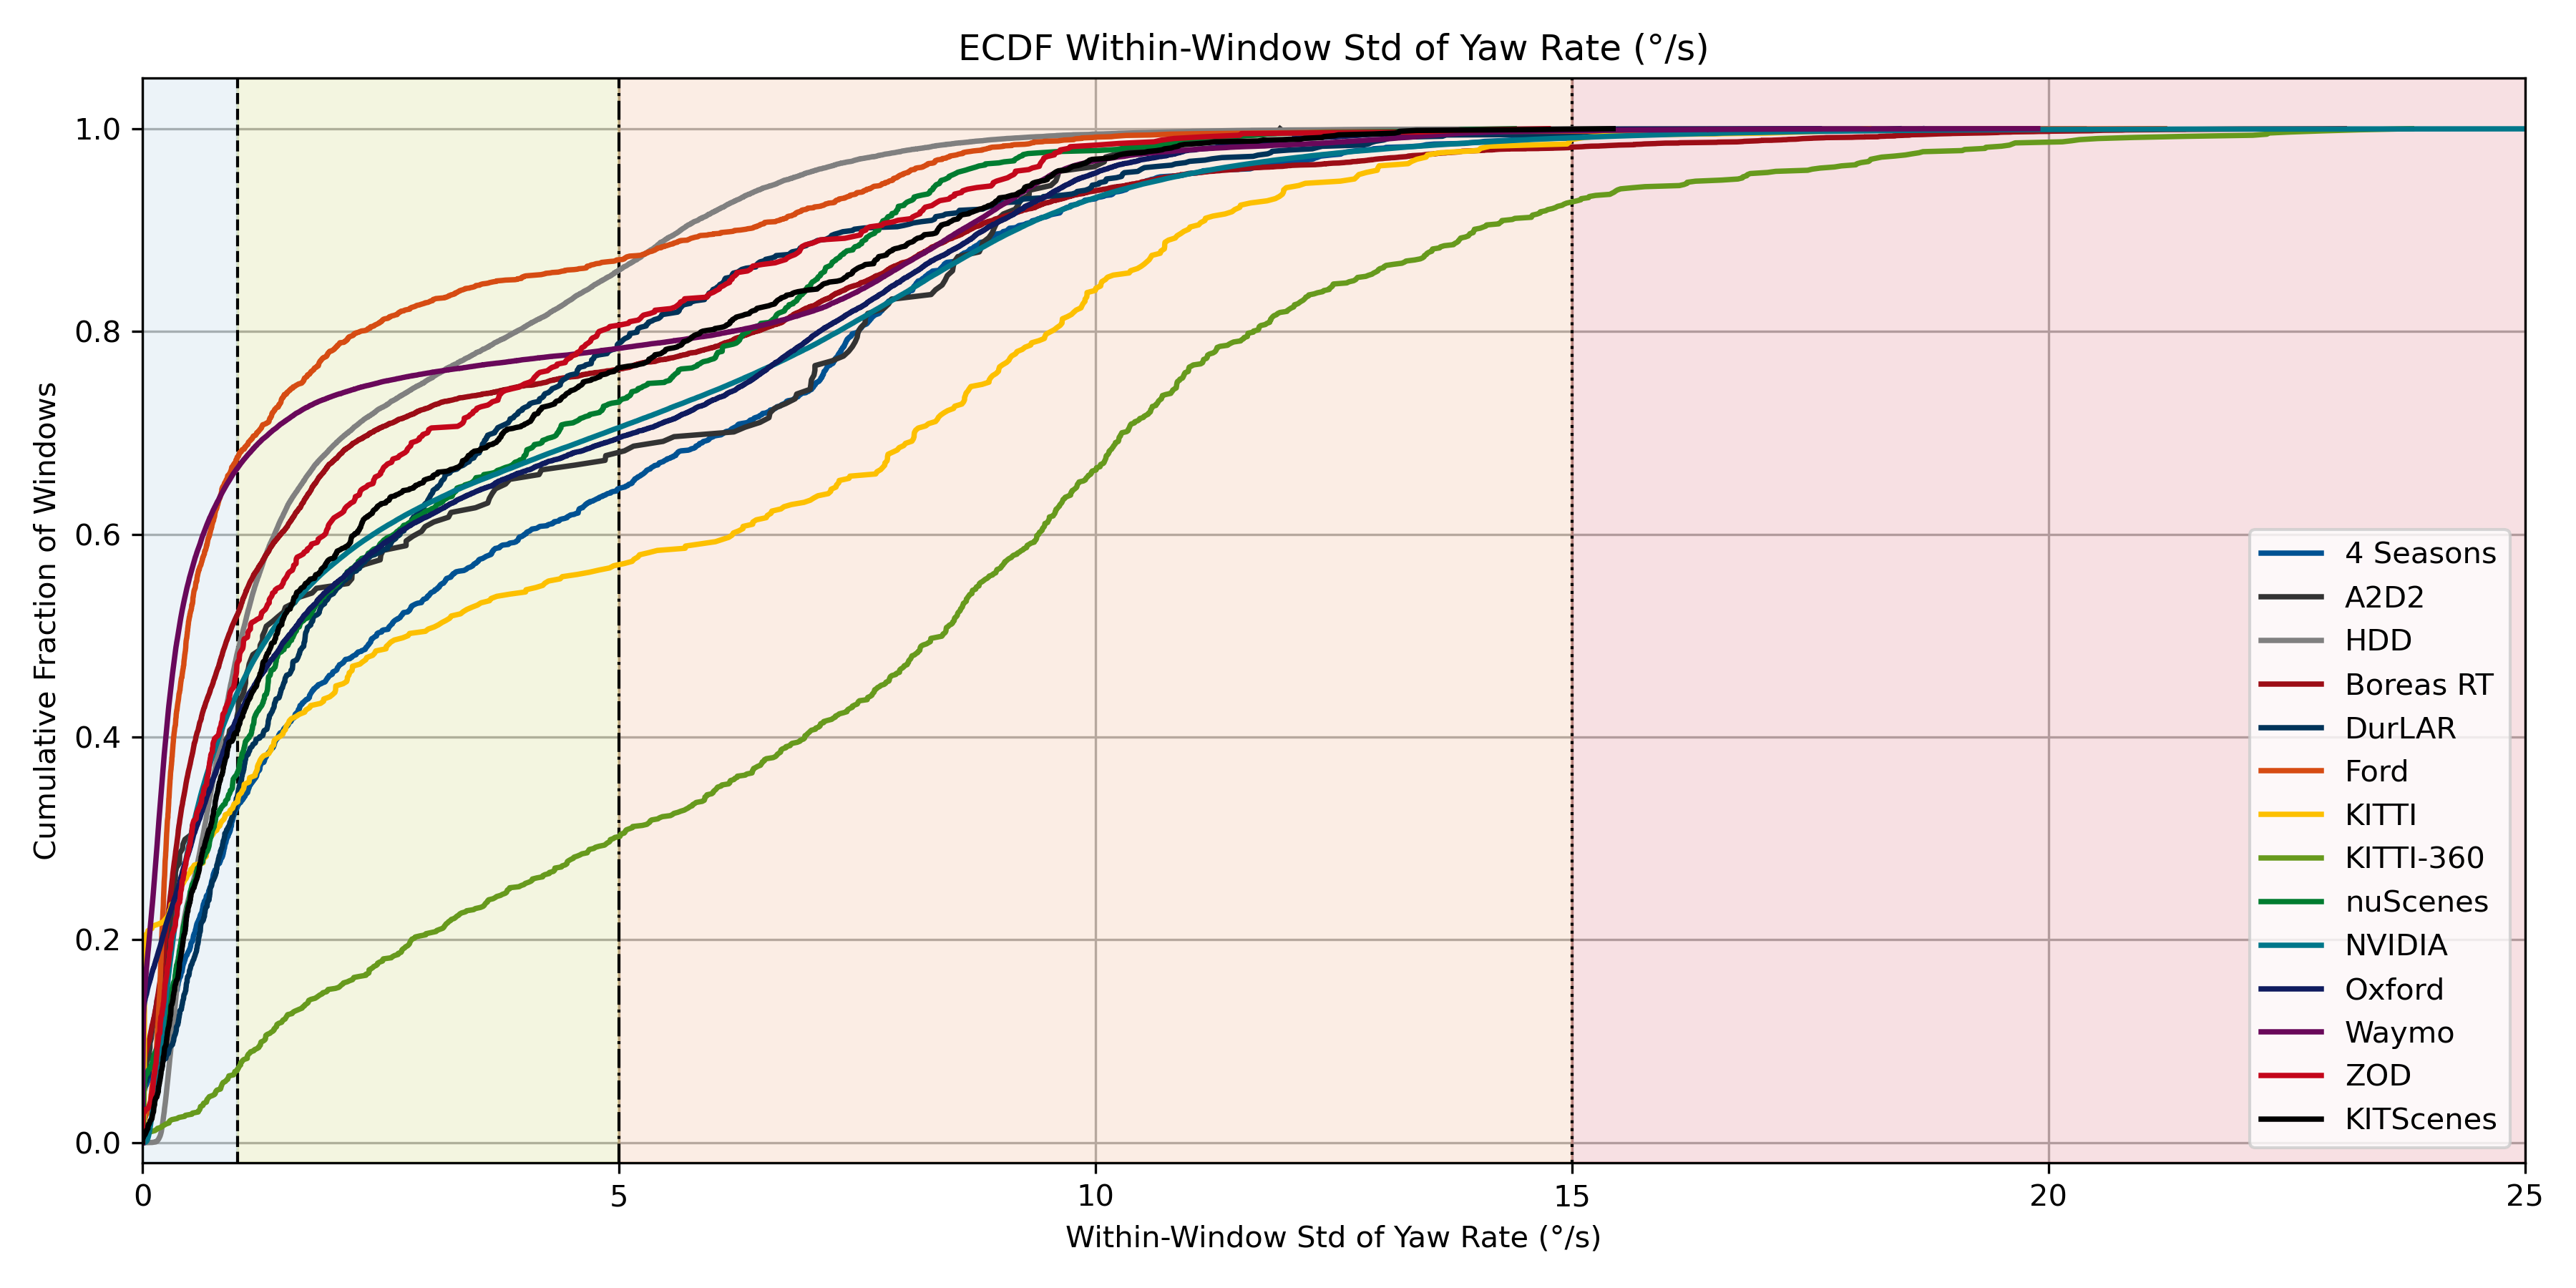 ECDF Within-Window Std of Yaw Rate (°/s)
Cumulative Fraction of Windows
1.0
0.8
0.6
0.4
0.2
0.0
4 Seasons
A2D2
HDD
Boreas RT
DurLAR
Ford
KITTI
KITTI-360
nuScenes
NVIDIA
Oxford
Waymo
ZOD
KITScenes
0 5 10 15 20 25
Within-Window Std of Yaw Rate (°/s)